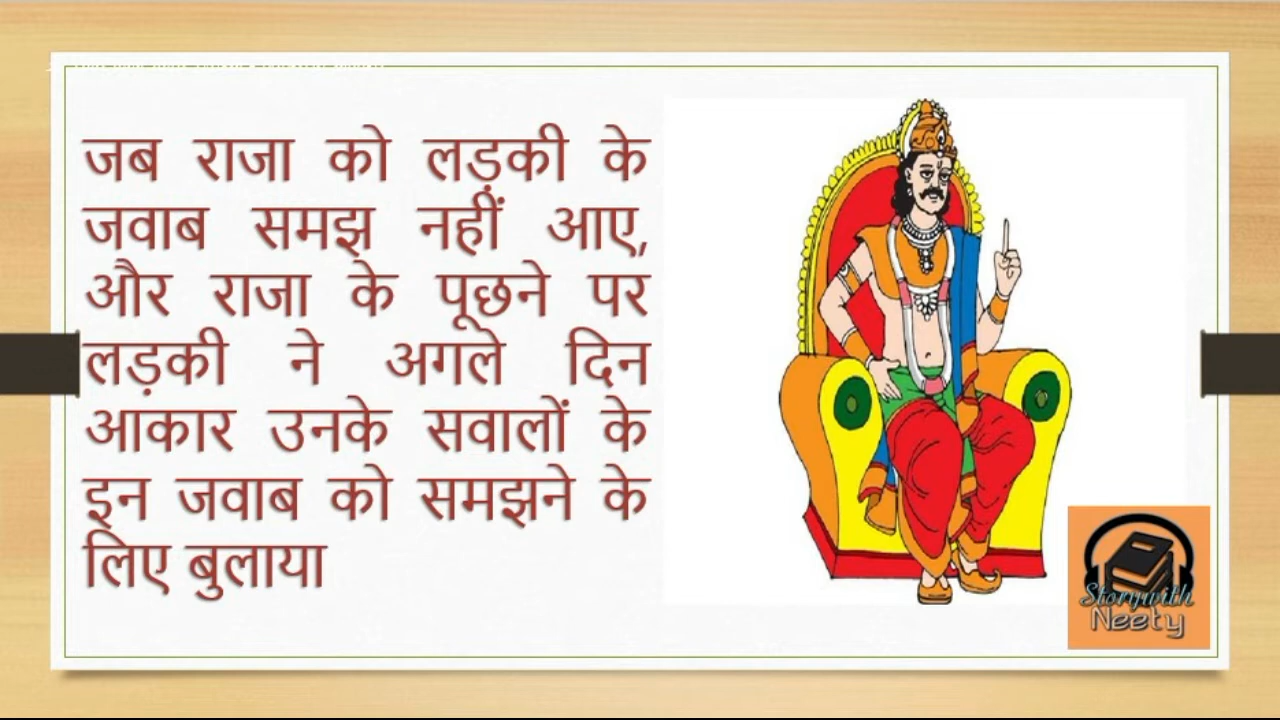 जब राजा को लड़की के
जवाब समझ नहीं आए,
और राजा के पूछने पर
लड़की ने अगले दिन
आकार उनके सवालों के
इन जवाब को समझने के
लिए बुलाया
Storywith
Neety